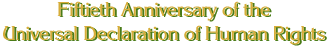 Fiftieth Anniversary of the
Universal Declaration of Human Rights